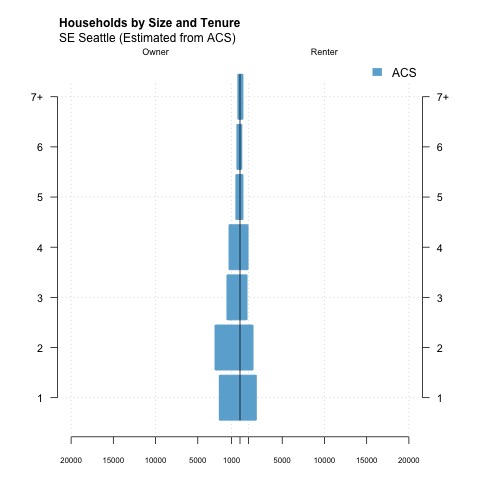 Households by Size and Tenure
SE Seattle (Estimated from ACS)
Owner Renter
ACS
7+ 7+
6 6
5 5
4 4
3 3
2 2
1 1
20000 15000 10000 5000 1000 5000 10000 15000 20000